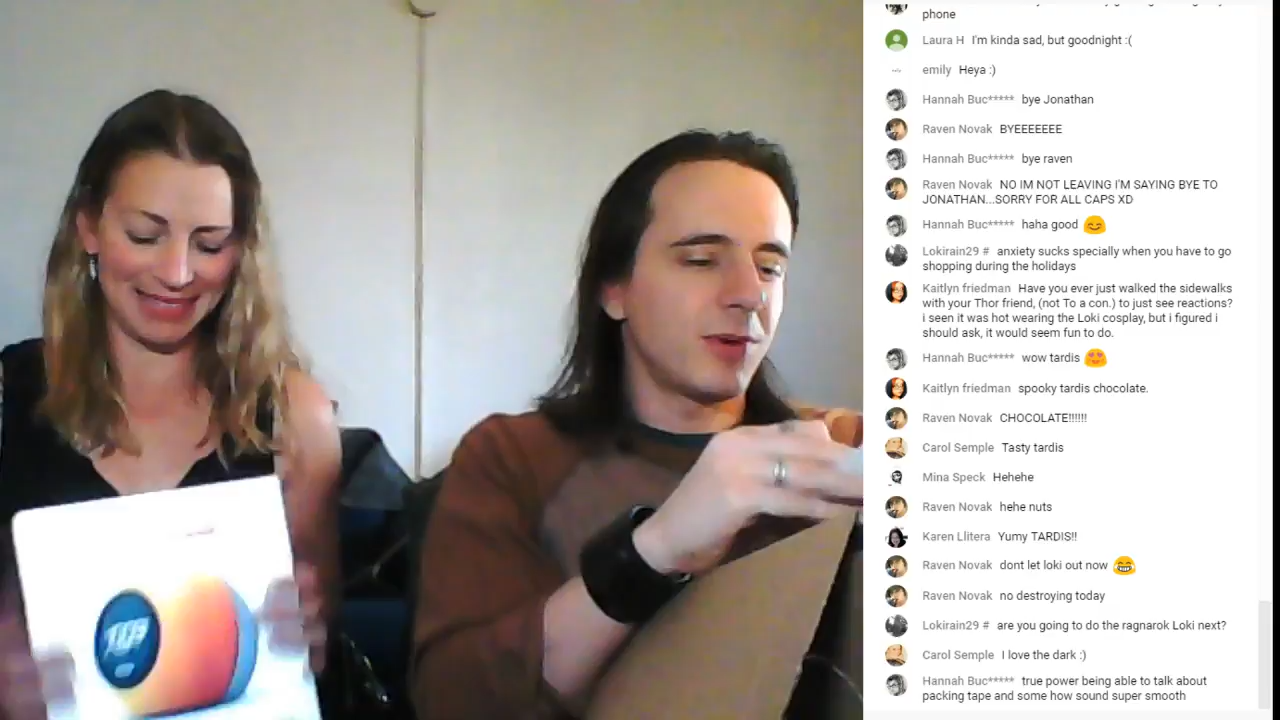 phone
Laura H I'm kinda sad, but goodnight :(
emily Heya :)
Hannah Buc***** bye Jonathan
Raven Novak BYEEEEEEE
Hannah Buc***** bye raven
Raven Novak NO IM NOT LEAVING I'M SAYING BYE TO
JONATHAN...SORRY FOR ALL CAPS XD
Hannah Buc***** haha good 😊
Lokirain29 # anxiety sucks specially when you have to go
shopping during the holidays
Kaitlyn friedman Have you ever just walked the sidewalks
with your Thor friend, (not To a con.) to just see reactions?
i seen it was hot wearing the Loki cosplay, but i figured i
should ask, it would seem fun to do.
Hannah Buc***** wow tardis 😍
Kaitlyn friedman spooky tardis chocolate.
Raven Novak CHOCOLATE!!!!!!
Carol Semple Tasty tardis
Mina Speck Hehehe
Raven Novak hehe nuts
Karen Llitera Yumy TARDIS!!
Raven Novak dont let loki out now 😂
Raven Novak no destroying today
Lokirain29 # are you going to do the ragnarok Loki next?
Carol Semple I love the dark :)
Hannah Buc***** true power being able to talk about
packing tape and some how sound super smooth